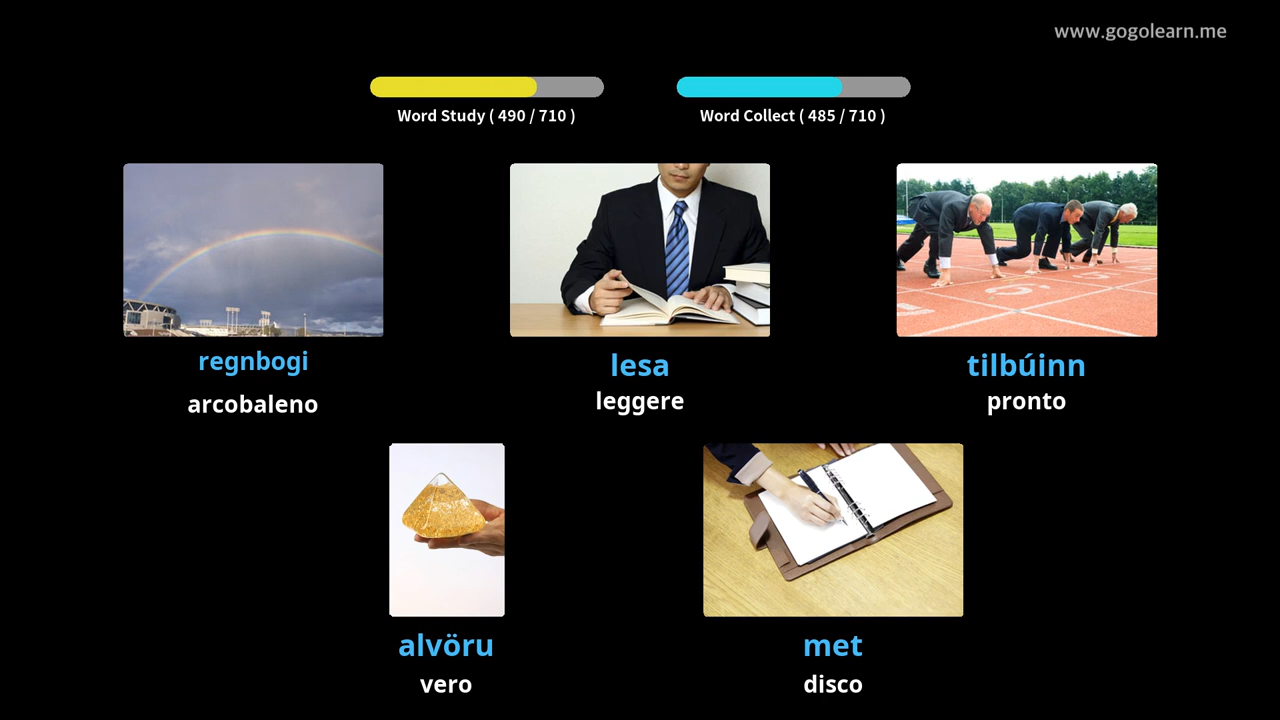 www.gogolearn.me
Word Study ( 490 / 710 )
Word Collect ( 485 / 710 )
regnbogi
arcobaleno
lesa
leggere
tilbúinn
pronto
alvöru
vero
met
disco